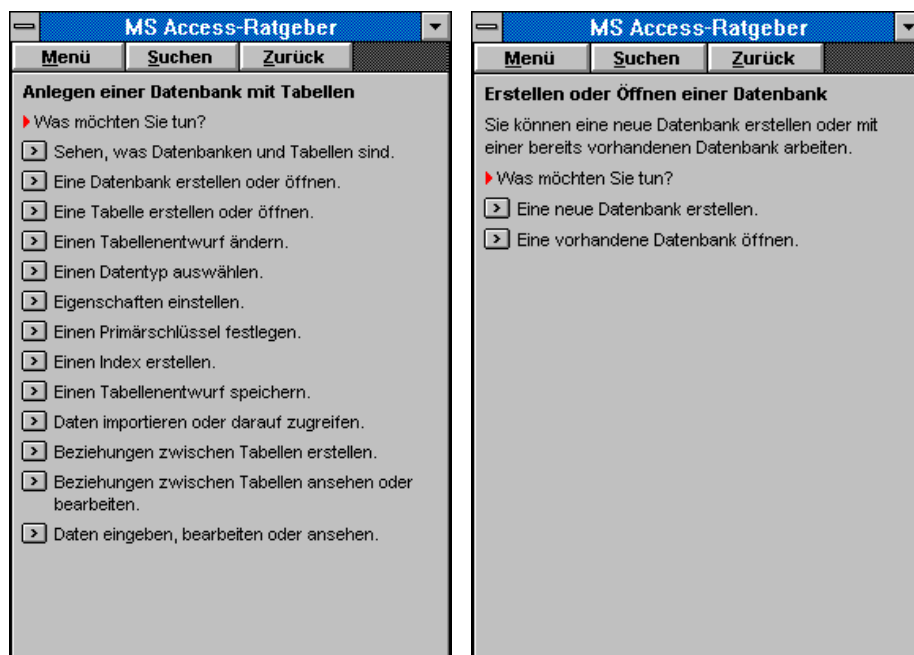 MS Access-Ratgeber
Menü Suchen Zurück
Anlegen einer Datenbank mit Tabellen
Was möchten Sie tun?
Sehen, was Datenbanken und Tabellen sind.
Eine Datenbank erstellen oder öffnen.
Eine Tabelle erstellen oder öffnen.
Einen Tabellenentwurf ändern.
Einen Datentyp auswählen.
Eigenschaften einstellen.
Einen Primärschlüssel festlegen.
Einen Index erstellen.
Einen Tabellenentwurf speichern.
Daten importieren oder darauf zugreifen.
Beziehungen zwischen Tabellen erstellen.
Beziehungen zwischen Tabellen ansehen oder
bearbeiten.
Daten eingeben, bearbeiten oder ansehen.
MS Access-Ratgeber
Menü Suchen Zurück
Erstellen oder Öffnen einer Datenbank
Sie können eine neue Datenbank erstellen oder mit
einer bereits vorhandenen Datenbank arbeiten.
Was möchten Sie tun?
Eine neue Datenbank erstellen.
Eine vorhandene Datenbank öffnen.